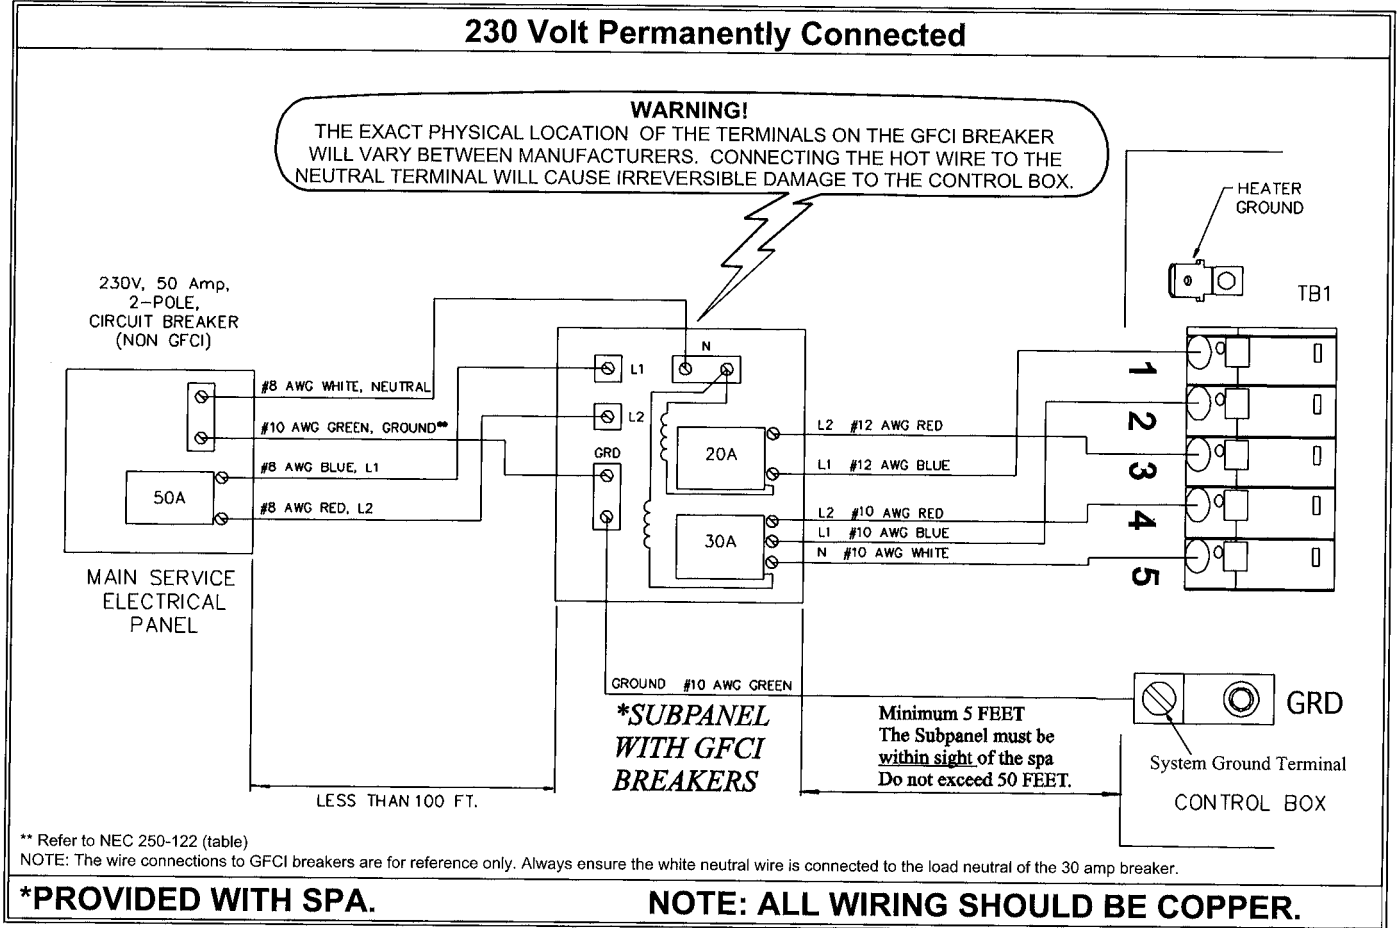 230 Volt Permanently Connected
WARNING!
THE EXACT PHYSICAL LOCATION OF THE TERMINALS ON THE GFCI BREAKER
WILL VARY BETWEEN MANUFACTURERS. CONNECTING THE HOT WIRE TO THE
NEUTRAL TERMINAL WILL CAUSE IRREVERSIBLE DAMAGE TO THE CONTROL BOX.
HEATER
GROUND
TB1
230V, 50 Amp,
2-POLE,
CIRCUIT BREAKER
(NON GFCI)
#8 AWG WHITE, NEUTRAL
#10 AWG GREEN, GROUND**
#8 AWG BLUE, L1
#8 AWG RED, L2
50A
MAIN SERVICE
ELECTRICAL
PANEL
N
L1
L2
GRD
20A
30A
L2 #12 AWG RED
L1 #12 AWG BLUE
L2 #10 AWG RED
L1 #10 AWG BLUE
N #10 AWG WHITE
1
2
3
4
5
GROUND #10 AWG GREEN
*SUBPANEL
WITH GFCI
BREAKERS
Minimum 5 FEET
The Subpanel must be
within sight of the spa
Do not exceed 50 FEET.
GRD
System Ground Terminal
CONTROL BOX
LESS THAN 100 FT.
** Refer to NEC 250-122 (table)
NOTE: The wire connections to GFCI breakers are for reference only. Always ensure the white neutral wire is connected to the load neutral of the 30 amp breaker.
*PROVIDED WITH SPA.
NOTE: ALL WIRING SHOULD BE COPPER.